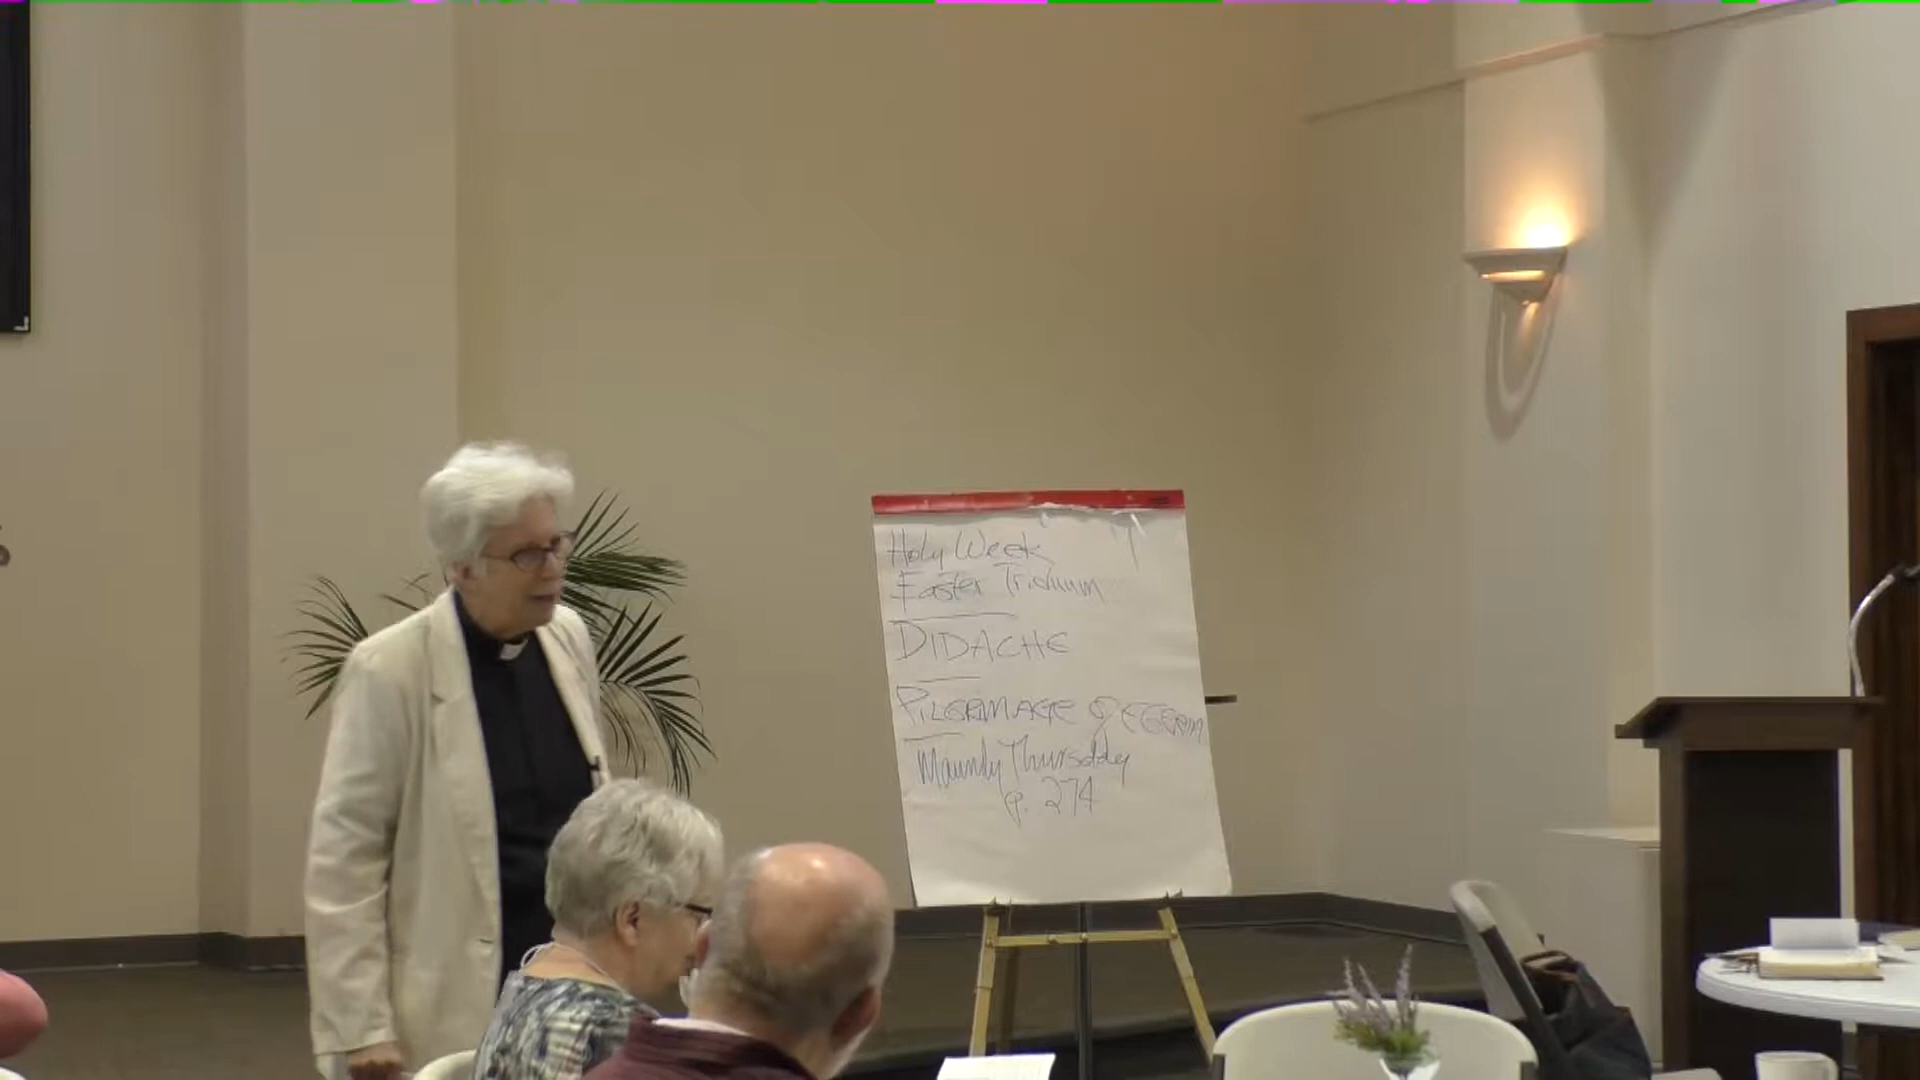 Holy Week
Easter Triduum
DIDACHE
PILGRIMAGE of EGERIA
Maundy Thursday
p. 274